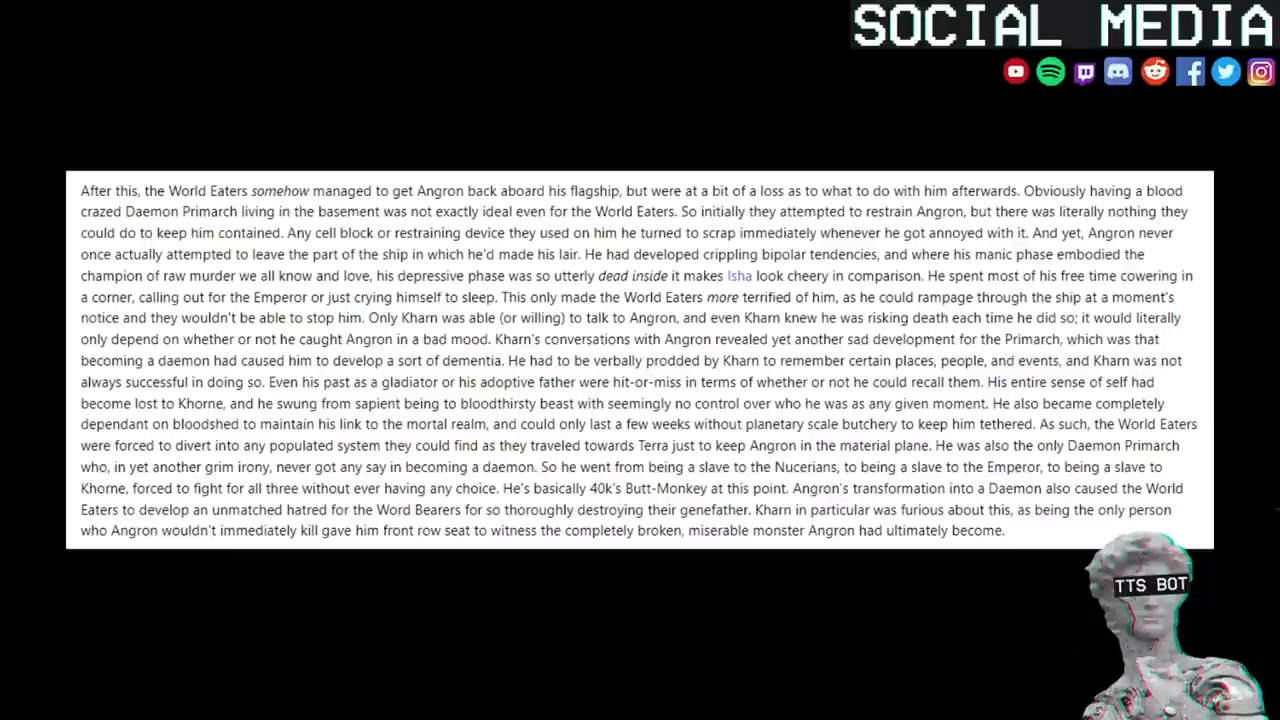 SOCIAL MEDIA
After this, the World Eaters somehow managed to get Angron back aboard his flagship, but were at a bit of a loss as to what to do with him afterwards. Obviously having a blood
crazed Daemon Primarch living in the basement was not exactly ideal even for the World Eaters. So initially they attempted to restrain Angron, but there was literally nothing they
could do to keep him contained. Any cell block or restraining device they used on him he turned to scrap immediately whenever he got annoyed with it. And yet, Angron never
once actually attempted to leave the part of the ship in which he'd made his lair. He had developed crippling bipolar tendencies, and where his manic phase embodied the
champion of raw murder we all know and love, his depressive phase was so utterly dead inside it makes Isha look cheery in comparison. He spent most of his free time cowering in
a corner, calling out for the Emperor or just crying himself to sleep. This only made the World Eaters more terrified of him, as he could rampage through the ship at a moment's
notice and they wouldn't be able to stop him. Only Kharn was able (or willing) to talk to Angron, and even Kharn knew he was risking death each time he did so; it would literally
only depend on whether or not he caught Angron in a bad mood. Kharn's conversations with Angron revealed yet another sad development for the Primarch, which was that
becoming a daemon had caused him to develop a sort of dementia. He had to be verbally prodded by Kharn to remember certain places, people, and events, and Kharn was not
always successful in doing so. Even his past as a gladiator or his adoptive father were hit-or-miss in terms of whether or not he could recall them. His entire sense of self had
become lost to Khorne, and he swung from sapient being to bloodthirsty beast with seemingly no control over who he was as any given moment. He also became completely
dependant on bloodshed to maintain his link to the mortal realm, and could only last a few weeks without planetary scale butchery to keep him tethered. As such, the World Eaters
were forced to divert into any populated system they could find as they traveled towards Terra just to keep Angron in the material plane. He was also the only Daemon Primarch
who, in yet another grim irony, never got any say in becoming a daemon. So he went from being a slave to the Nucerians, to being a slave to the Emperor, to being a slave to
Khorne, forced to fight for all three without ever having any choice. He's basically 40k's Butt-Monkey at this point. Angron's transformation into a Daemon also caused the World
Eaters to develop an unmatched hatred for the Word Bearers for so thoroughly destroying their genefather. Kharn in particular was furious about this, as being the only person
who Angron wouldn't immediately kill gave him front row seat to witness the completely broken, miserable monster Angron had ultimately become.
TTS BOT